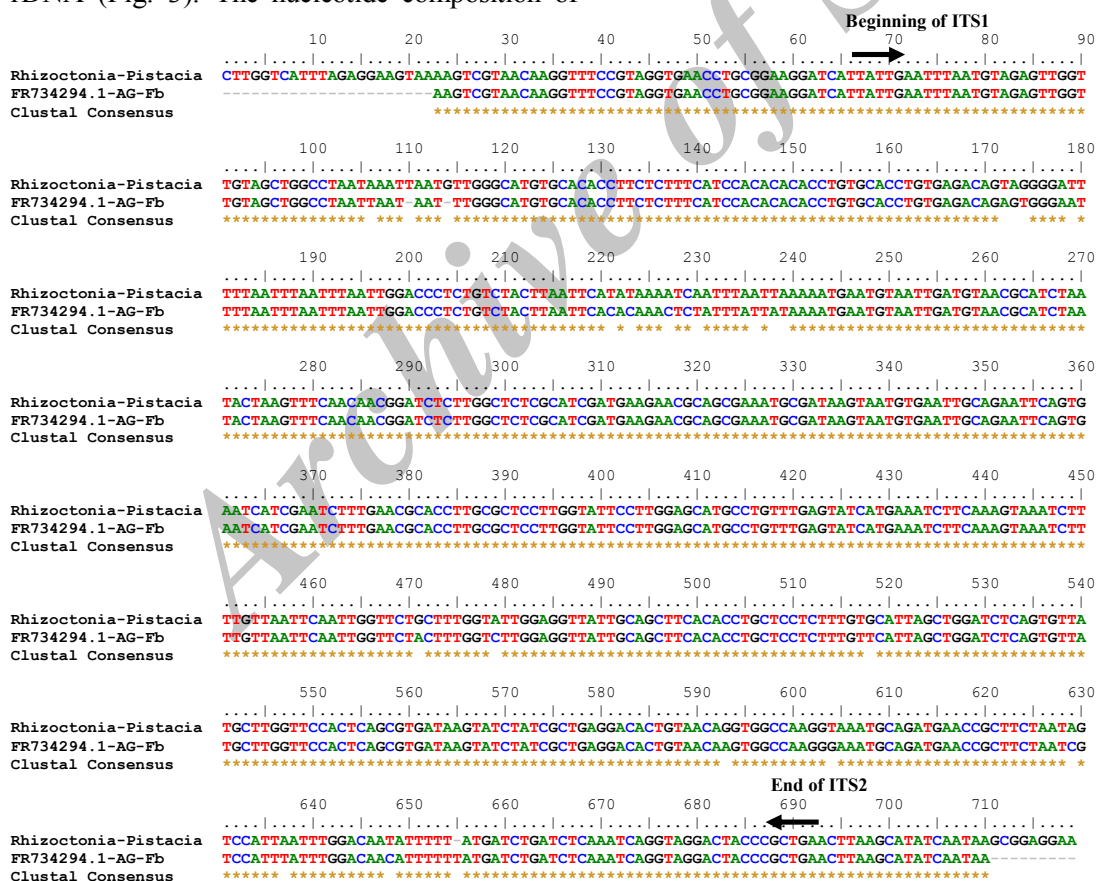 rDNA (Fig. 3). The nucleotide composition of
Beginning of ITS1
10 20 30 40 50 60 70 80 90
Rhizoctonia-Pistacia CTTGGTCATTTAGAGGAAGTAAAAGTCGTAACAAGGTTTCCGTAGGTGAACCTGCGGAAGGATCATTATTGAATTTAATGTAGAGTTGGT
FR734294.1-AG-Fb ----------------------AAGTCGTAACAAGGTTTCCGTAGGTGAACCTGCGGAAGGATCATTATTGAATTTAATGTAGAGTTGGT
Clustal Consensus ********************************************************************
100 110 120 130 140 150 160 170 180
Rhizoctonia-Pistacia TGTAGCTGGCCTAATAAATTAATGTTGGGCATGTGCACACCTTCTCTTTCATCCACACACACCTGTGCACCTGTGAGACAGTAGGGGATT
FR734294.1-AG-Fb TGTAGCTGGCCTAATTAAT-AAT-TTGGGCATGTGCACACCTTCTCTTTCATCCACACACACCTGTGCACCTGTGAGACAGAGTGGGAAT
Clustal Consensus *************** *** *** ********************************************************* **** *
190 200 210 220 230 240 250 260 270
Rhizoctonia-Pistacia TTTAATTTAATTTAATTGGACCCTCTGTCTACTTAATTCATATAAAATCAATTTAATTAAAAATGAATGTAATTGATGTAACGCATCTAA
FR734294.1-AG-Fb TTTAATTTAATTTAATTGGACCCTCTGTCTACTTAATTCACACAAACTCTATTTATTATAAAATGAATGTAATTGATGTAACGCATCTAA
Clustal Consensus **************************************** * *** ** ***** * *******************************
280 290 300 310 320 330 340 350 360
Rhizoctonia-Pistacia TACTAAGTTTCAACAACGGATCTCTTGGCTCTCGCATCGATGAAGAACGCAGCGAAATGCGATAAGTAATGTGAATTGCAGAATTCAGTG
FR734294.1-AG-Fb TACTAAGTTTCAACAACGGATCTCTTGGCTCTCGCATCGATGAAGAACGCAGCGAAATGCGATAAGTAATGTGAATTGCAGAATTCAGTG
Clustal Consensus ******************************************************************************************
370 380 390 400 410 420 430 440 450
Rhizoctonia-Pistacia AATCATCGAATCTTTGAACGCACCTTGCGCTCCTTGGTATTCCTTGGAGCATGCCTGTTTGAGTATCATGAAATCTTCAAAGTAAATCTT
FR734294.1-AG-Fb AATCATCGAATCTTTGAACGCACCTTGCGCTCCTTGGTATTCCTTGGAGCATGCCTGTTTGAGTATCATGAAATCTTCAAAGTAAATCTT
Clustal Consensus ******************************************************************************************
460 470 480 490 500 510 520 530 540
Rhizoctonia-Pistacia TTGTTAATTCAATTGGTTCTGCTTTGGTATTGGAGGTTATTGCAGCTTCACACCTGCTCCTCTTTGTGCATTAGCTGGATCTCAGTGTTA
FR734294.1-AG-Fb TTGTTAATTCAATTGGTTCTACTTTGGTCTTGGAGGTTATTGCAGCTTCACACCTGCTCCTCTTTGTTCATTAGCTGGATCTCAGTGTTA
Clustal Consensus ******************** ******* ************************************** **********************
550 560 570 580 590 600 610 620 630
Rhizoctonia-Pistacia TGCTTGGTTCCACTCAGCGTGATAAGTATCTATCGCTGAGGACACTGTAACAGGTGGCCAAGGTAAATGCAGATGAACCGCTTCTAATAG
FR734294.1-AG-Fb TGCTTGGTTCCACTCAGCGTGATAAGTATCTATCGCTGAGGACACTGTAACAAGTGGCCAAGGGAAATGCAGATGAACCGCTTCTAATCG
Clustal Consensus **************************************************** ********** ************************ *
End of ITS2
640 650 660 670 680 690 700 710
Rhizoctonia-Pistacia TCCATTAATTTGGACAATATTTTT-ATGATCTGATCTCAAATCAGGTAGGACTACCCGCTGAACTTAAGCATATCAATAAGCGGAGGAA
FR734294.1-AG-Fb TCCATTTATTTGGACAACATTTTTTATGATCTGATCTCAAATCAGGTAGGACTACCCGCTGAACTTAAGCATATCAATAA---------
Clustal Consensus ****** ********** ****** *******************************************************
Archive of S